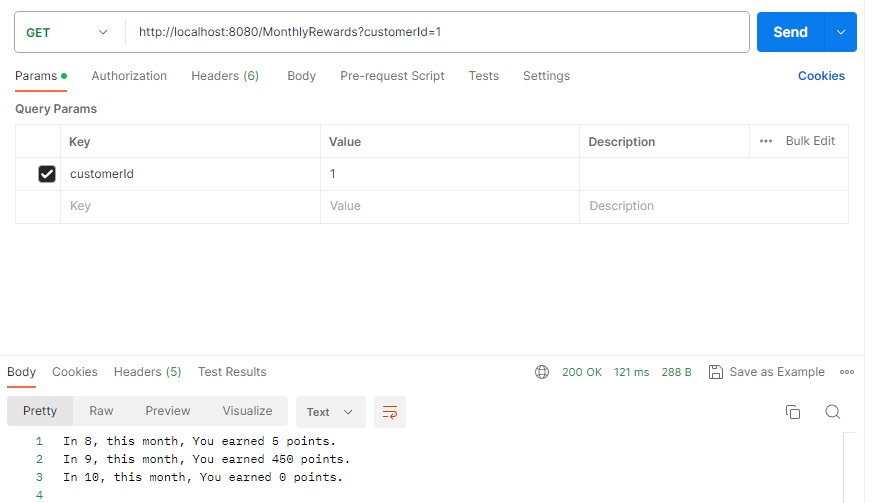 GET http://localhost:8080/MonthlyRewards?customerId=1 Send
Params Authorization Headers (6) Body Pre-request Script Tests Settings Cookies
Query Params
Key Value Description Bulk Edit
customerId 1
Key Value Description
Body Cookies Headers (5) Test Results 200 OK 121 ms 288 B Save as Example
Pretty Raw Preview Visualize Text
1 In 8, this month, You earned 5 points.
2 In 9, this month, You earned 450 points.
3 In 10, this month, You earned 0 points.
4